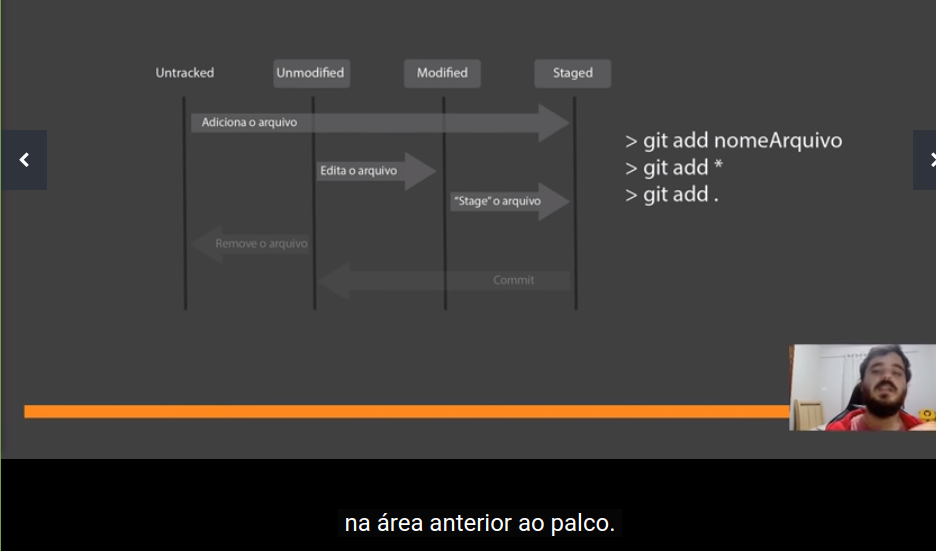 Untracked
Unmodified
Modified
Staged
Adiciona o arquivo
Edita o arquivo
"Stage" o arquivo
Remove o arquivo
Commit
> git add nomeArquivo
> git add *
> git add .
na área anterior ao palco.